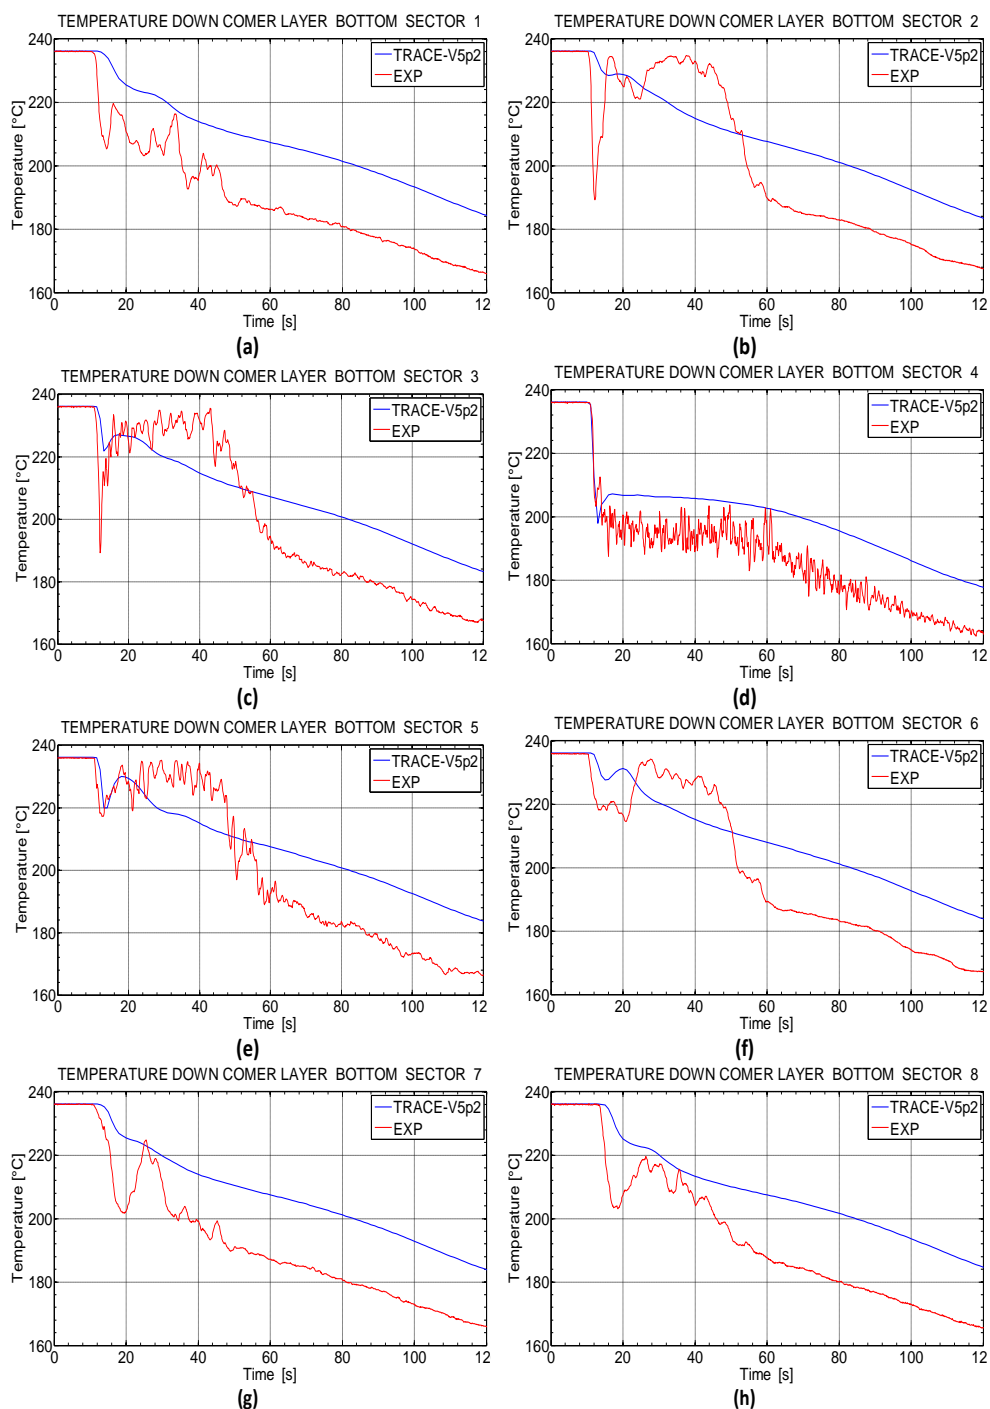 TEMPERATURE DOWN COMER LAYER BOTTOM SECTOR 1
TRACE-V5p2
EXP
Temperature [°C]
240
220
200
180
160
0 20 40 60 80 100 12
Time [s]
(a)
TEMPERATURE DOWN COMER LAYER BOTTOM SECTOR 2
TRACE-V5p2
EXP
Temperature [°C]
240
220
200
180
160
0 20 40 60 80 100 120
Time [s]
(b)
TEMPERATURE DOWN COMER LAYER BOTTOM SECTOR 3
TRACE-V5p2
EXP
Temperature [°C]
240
220
200
180
160
0 20 40 60 80 100 12
Time [s]
(c)
TEMPERATURE DOWN COMER LAYER BOTTOM SECTOR 4
TRACE-V5p2
EXP
Temperature [°C]
240
220
200
180
160
0 20 40 60 80 100 12
Time [s]
(d)
TEMPERATURE DOWN COMER LAYER BOTTOM SECTOR 5
TRACE-V5p2
EXP
Temperature [°C]
240
220
200
180
160
0 20 40 60 80 100 12
Time [s]
(e)
TEMPERATURE DOWN COMER LAYER BOTTOM SECTOR 6
TRACE-V5p2
EXP
Temperature [°C]
240
220
200
180
160
0 20 40 60 80 100 12
Time [s]
(f)
TEMPERATURE DOWN COMER LAYER BOTTOM SECTOR 7
TRACE-V5p2
EXP
Temperature [°C]
240
220
200
180
160
0 20 40 60 80 100 12
Time [s]
(g)
TEMPERATURE DOWN COMER LAYER BOTTOM SECTOR 8
TRACE-V5p2
EXP
Temperature [°C]
240
220
200
180
160
0 20 40 60 80 100 12
Time [s]
(h)